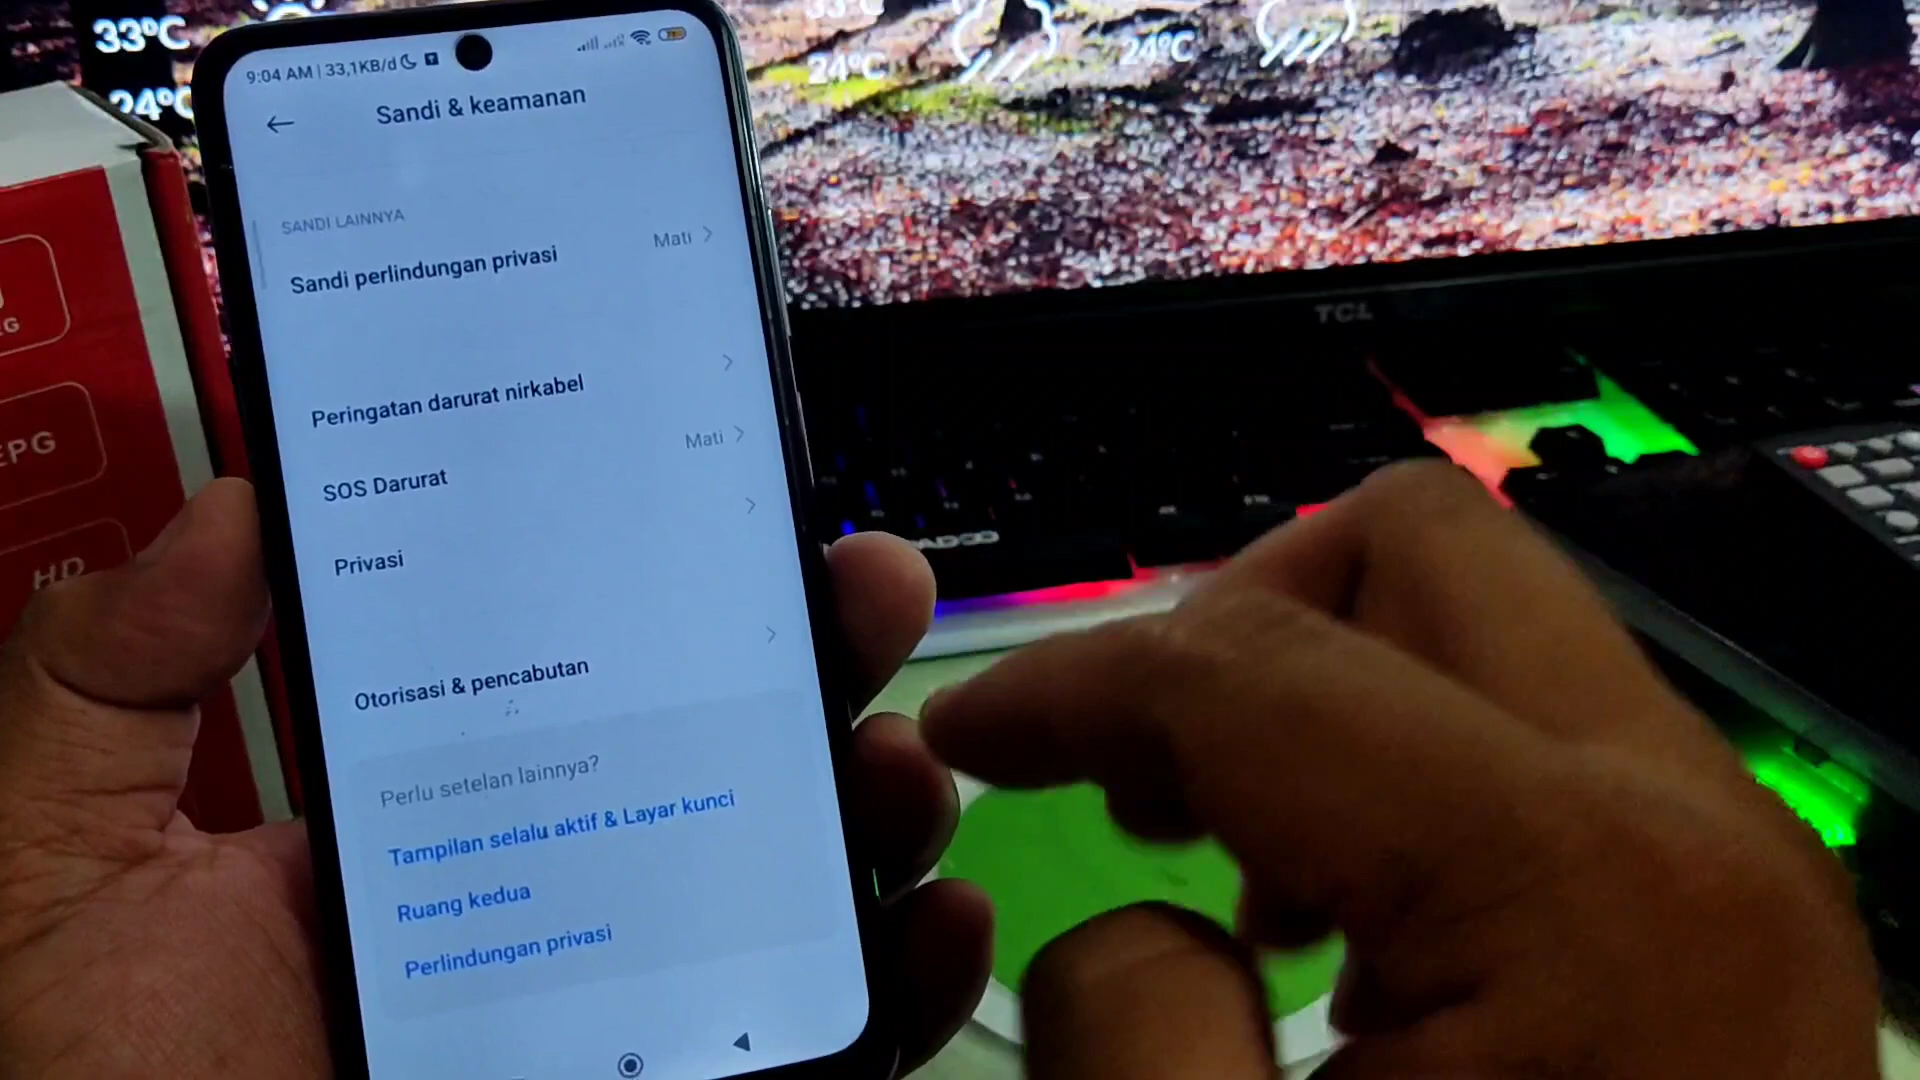 33°C
24°C
33°C
24°C
24°C
9:04 AM | 33,1KB/d
Sandi & keamanan
SANDI LAINNYA
Sandi perlindungan privasi
Mati
Peringatan darurat nirkabel
SOS Darurat
Mati
Privasi
Otorisasi & pencabutan
Perlu setelan lainnya?
Tampilan selalu aktif & Layar kunci
Ruang kedua
Perlindungan privasi
TCL
EPG
HD